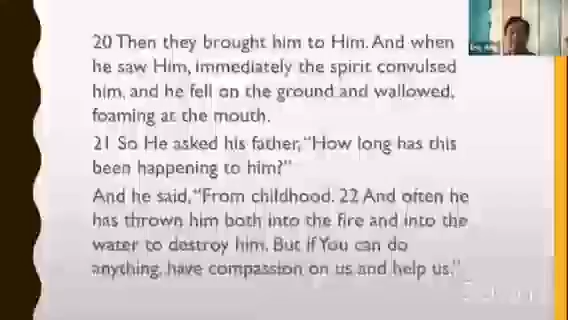 20 Then they brought him to Him. And when
he saw Him, immediately the spirit convulsed
him, and he fell on the ground and wallowed,
foaming at the mouth.
21 So He asked his father, “How long has this
been happening to him?”
And he said, “From childhood. 22 And often he
has thrown him both into the fire and into the
water to destroy him. But if You can do
anything, have compassion on us and help us.”